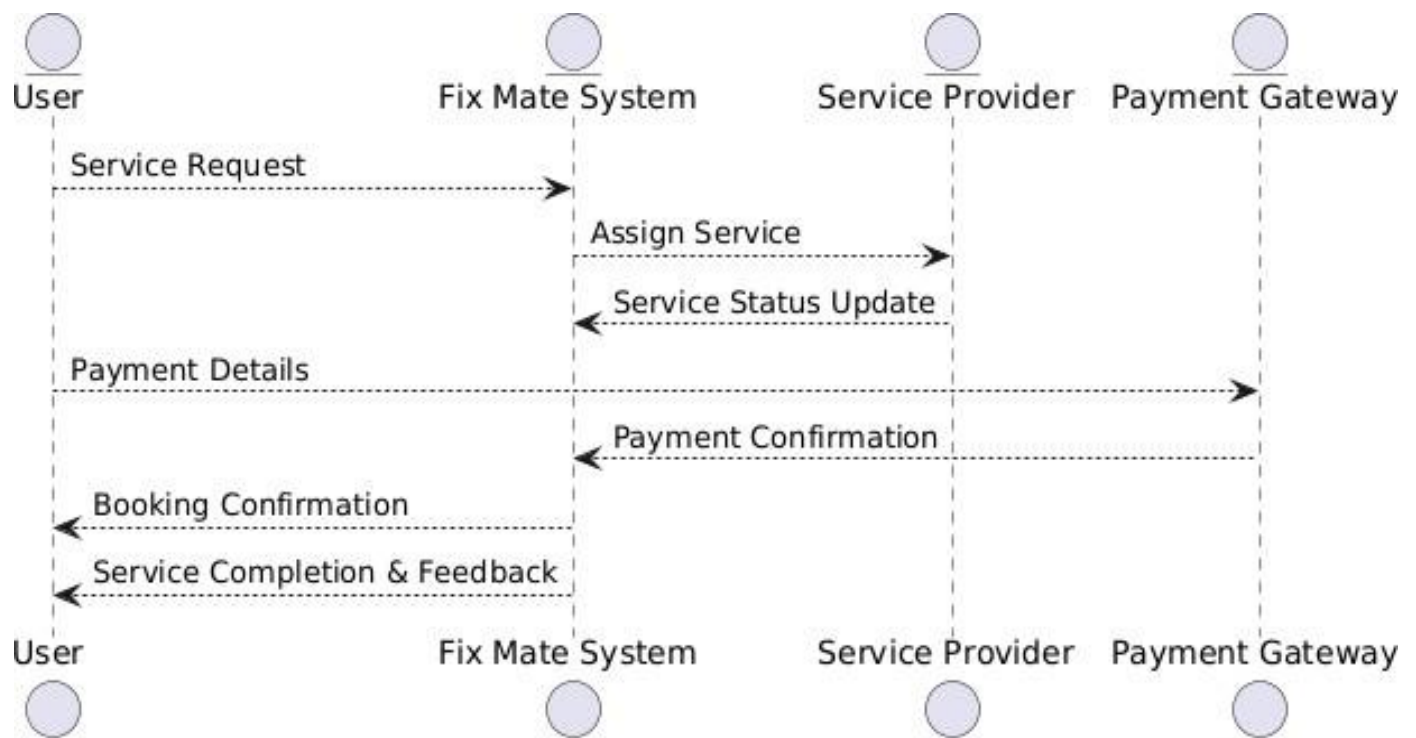 User Fix Mate System Service Provider Payment Gateway
Service Request
Assign Service
Service Status Update
Payment Details
Payment Confirmation
Booking Confirmation
Service Completion & Feedback
User Fix Mate System Service Provider Payment Gateway